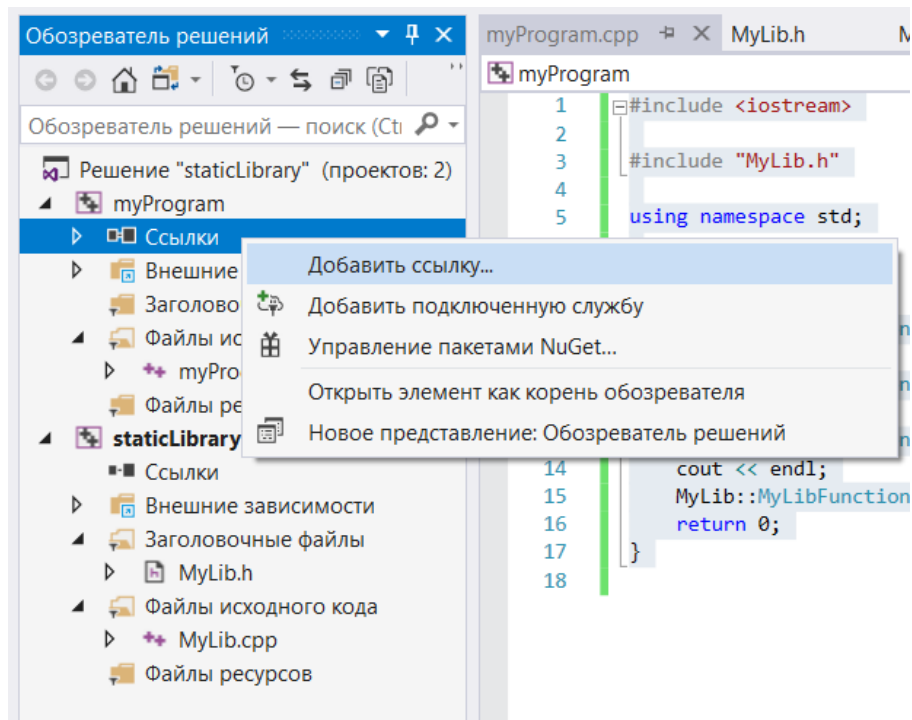 Обозреватель решений
Обозреватель решений — поиск (Ctı
Решение "staticLibrary" (проектов: 2)
myProgram
Ссылки
Внешние
Заголово
Файлы ис
myPro
Файлы ре
staticLibrary
Ссылки
Внешние зависимости
Заголовочные файлы
MyLib.h
Файлы исходного кода
MyLib.cpp
Файлы ресурсов
Добавить ссылку...
Добавить подключенную службу
Управление пакетами NuGet...
Открыть элемент как корень обозревателя
Новое представление: Обозреватель решений
myProgram.cpp MyLib.h M
myProgram
1 #include <iostream>
2
3 #include "MyLib.h"
4
5 using namespace std;
n
n
n
14 cout << endl;
15 MyLib::MyLibFunction
16 return 0;
17 }
18